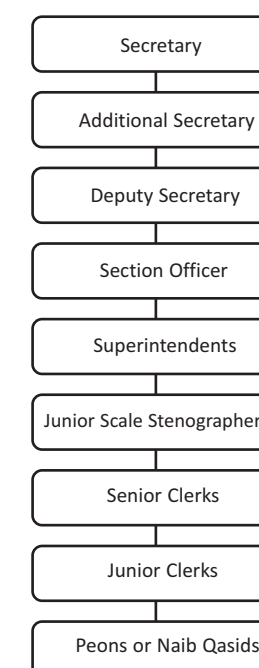 Secretary
Additional Secretary
Deputy Secretary
Section Officer
Superintendents
Junior Scale Stenographer
Senior Clerks
Junior Clerks
Peons or Naib Qasids